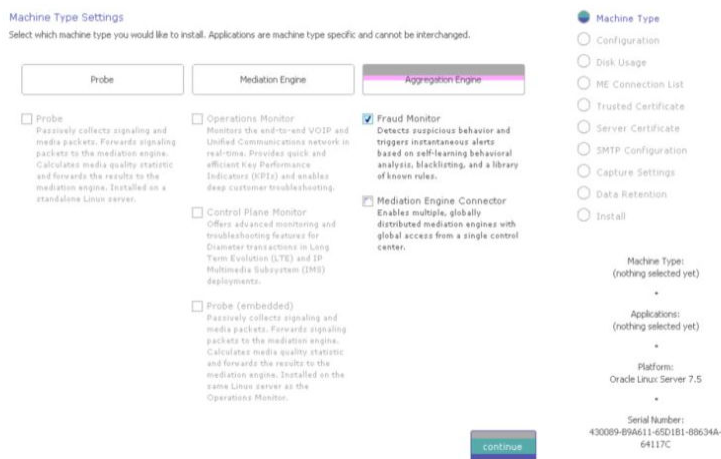 Machine Type Settings
Select which machine type you would like to install. Applications are machine type specific and cannot be interchanged.
Probe
Mediation Engine
Aggregation Engine
Probe
Passively collects signaling and
media packets. Forwards signaling
packets to the mediation engine.
Calculates media quality statistic
and forwards the results to the
mediation engine. Installed on a
standalone Linux server.
Operations Monitor
Monitors the end-to-end VOIP and
Unified Communications network in
real-time. Provides quick and
efficient Key Performance
Indicators (KPIs) and enables
deep customer troubleshooting.
Control Plane Monitor
Offers advanced monitoring and
troubleshooting features for
Diameter transactions in Long
Term Evolution (LTE) and IP
Multimedia Subsystem (IMS)
deployments.
Probe (embedded)
Passively collects signaling and
media packets. Forwards signaling
packets to the mediation engine.
Calculates media quality statistic
and forwards the results to the
mediation engine. Installed on the
same Linux server as the
Operations Monitor.
Fraud Monitor
Detects suspicious behavior and
triggers instantaneous alerts
based on self-learning behavioral
analysis, blacklisting, and a library
of known rules.
Mediation Engine Connector
Enables multiple, globally
distributed mediation engines with
global access from a single control
center.
continue
Machine Type
Configuration
Disk Usage
ME Connection List
Trusted Certificate
Server Certificate
SMTP Configuration
Capture Settings
Data Retention
Install
Machine Type:
(nothing selected yet)
Applications:
(nothing selected yet)
Platform:
Oracle Linux Server 7.5
Serial Number:
430089-B9A611-65D1B1-88634A-
64117C